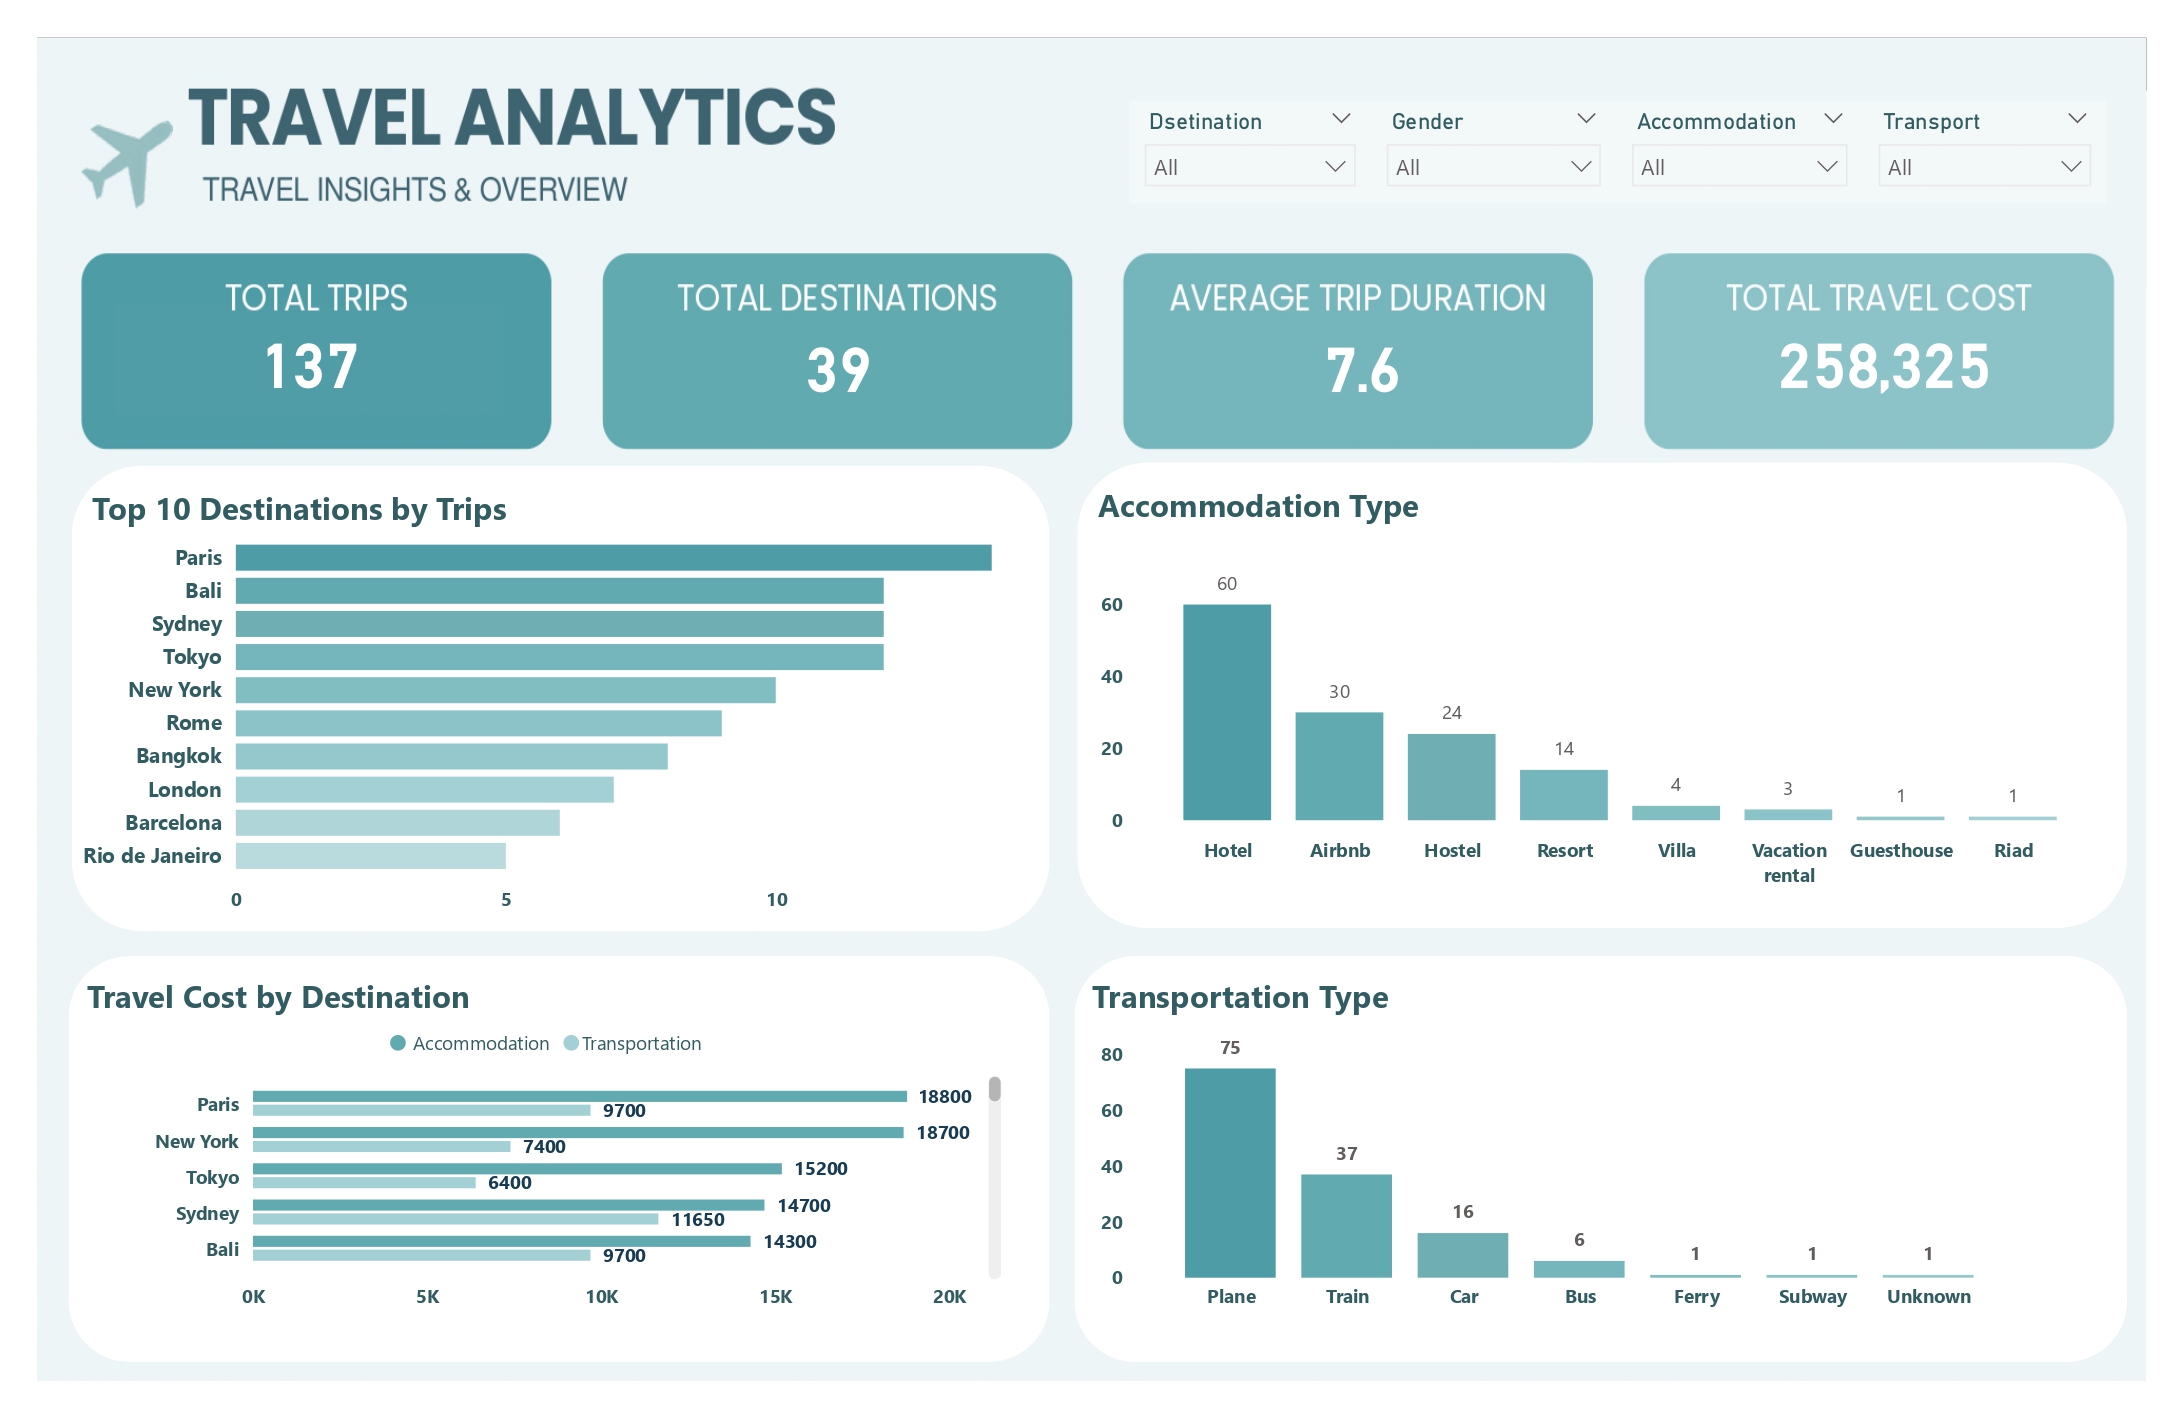 TRAVEL ANALYTICS
TRAVEL INSIGHTS & OVERVIEW
Dsetination Gender Accommodation Transport
All All All All
TOTAL TRIPS
137
TOTAL DESTINATIONS
39
AVERAGE TRIP DURATION
7.6
TOTAL TRAVEL COST
258,325
Top 10 Destinations by Trips
Paris
Bali
Sydney
Tokyo
New York
Rome
Bangkok
London
Barcelona
Rio de Janeiro
0 5 10
Accommodation Type
60
40
20
0
60 30 24 14 4 3 1 1
Hotel Airbnb Hostel Resort Villa Vacation rental Guesthouse Riad
Travel Cost by Destination
Accommodation Transportation
Paris 18800
9700
New York 18700
7400
Tokyo 15200
6400
Sydney 14700
11650
Bali 14300
9700
0K 5K 10K 15K 20K
Transportation Type
80
60
40
20
0
75 37 16 6 1 1 1
Plane Train Car Bus Ferry Subway Unknown